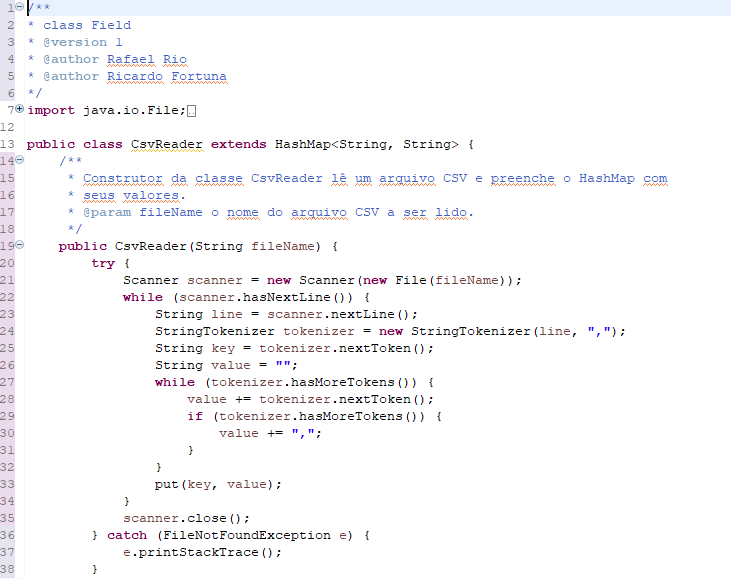 1 /**
2 * class Field
3 * @version 1
4 * @author Rafael Rio
5 * @author Ricardo Fortuna
6 */
7 import java.io.File;
12
13 public class CsvReader extends HashMap<String, String> {
14     /**
15      * Construtor da classe CsvReader lê um arquivo CSV e preenche o HashMap com
16      * seus valores.
17      * @param fileName o nome do arquivo CSV a ser lido.
18      */
19     public CsvReader(String fileName) {
20         try {
21             Scanner scanner = new Scanner(new File(fileName));
22             while (scanner.hasNextLine()) {
23                 String line = scanner.nextLine();
24                 StringTokenizer tokenizer = new StringTokenizer(line, ",");
25                 String key = tokenizer.nextToken();
26                 String value = "";
27                 while (tokenizer.hasMoreTokens()) {
28                     value += tokenizer.nextToken();
29                     if (tokenizer.hasMoreTokens()) {
30                         value += ",";
31                     }
32                 }
33                 put(key, value);
34             }
35             scanner.close();
36         } catch (FileNotFoundException e) {
37             e.printStackTrace();
38         }